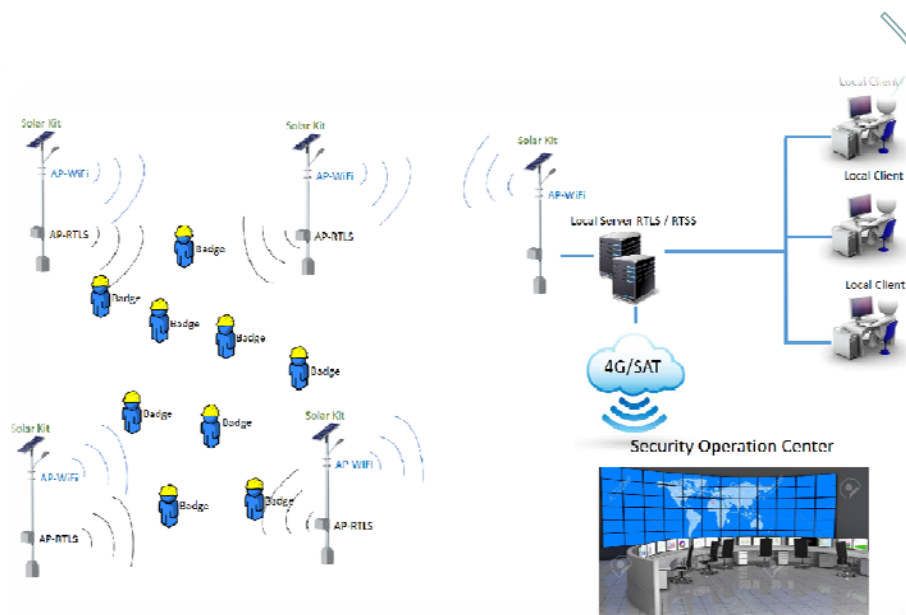 Local Client
Solar Kit
Solar Kit
Solar Kit
AP-WiFi
AP-WiFi
AP-WiFi
Local Client
Local Server RTLS / RTSS
AP-RTLS
AP-RTLS
Badge
Badge
Local Client
Badge
Badge
4G/SAT
Badge
Badge
Badge
Solar Kit
Solar Kit
Security Operation Center
AP-WiFi
AP-WiFi
Badge
Badge
AP-RTLS
AP-RTLS